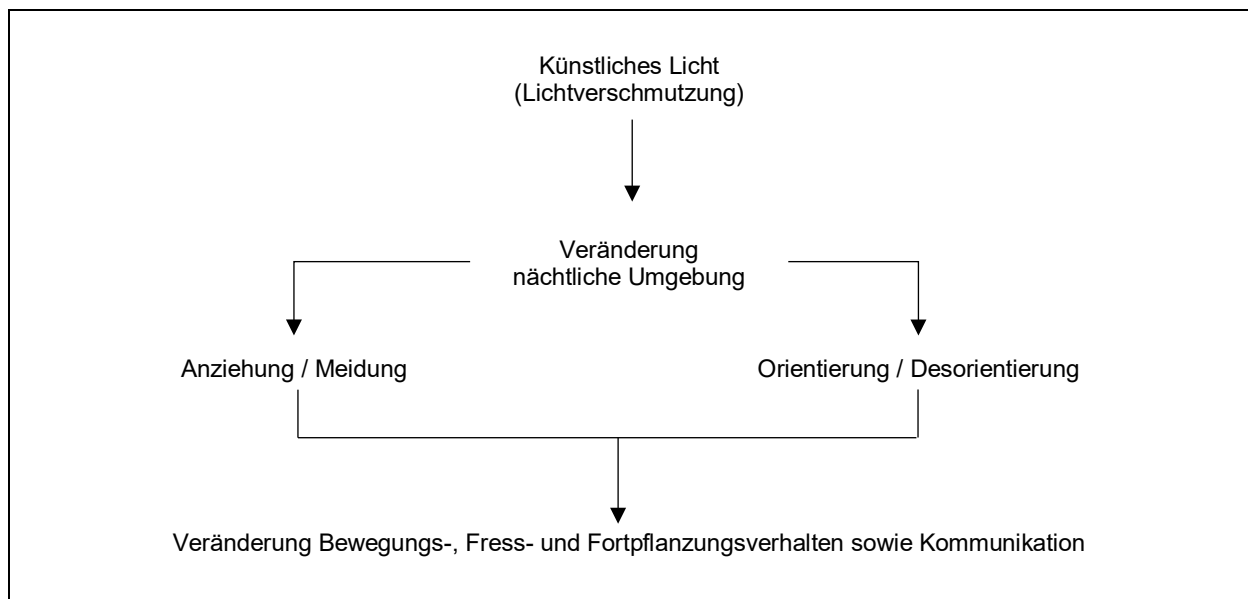 Künstliches Licht
(Lichtverschmutzung)
Veränderung
nächtliche Umgebung
Anziehung / Meidung
Orientierung / Desorientierung
Veränderung Bewegungs-, Fress- und Fortpflanzungsverhalten sowie Kommunikation